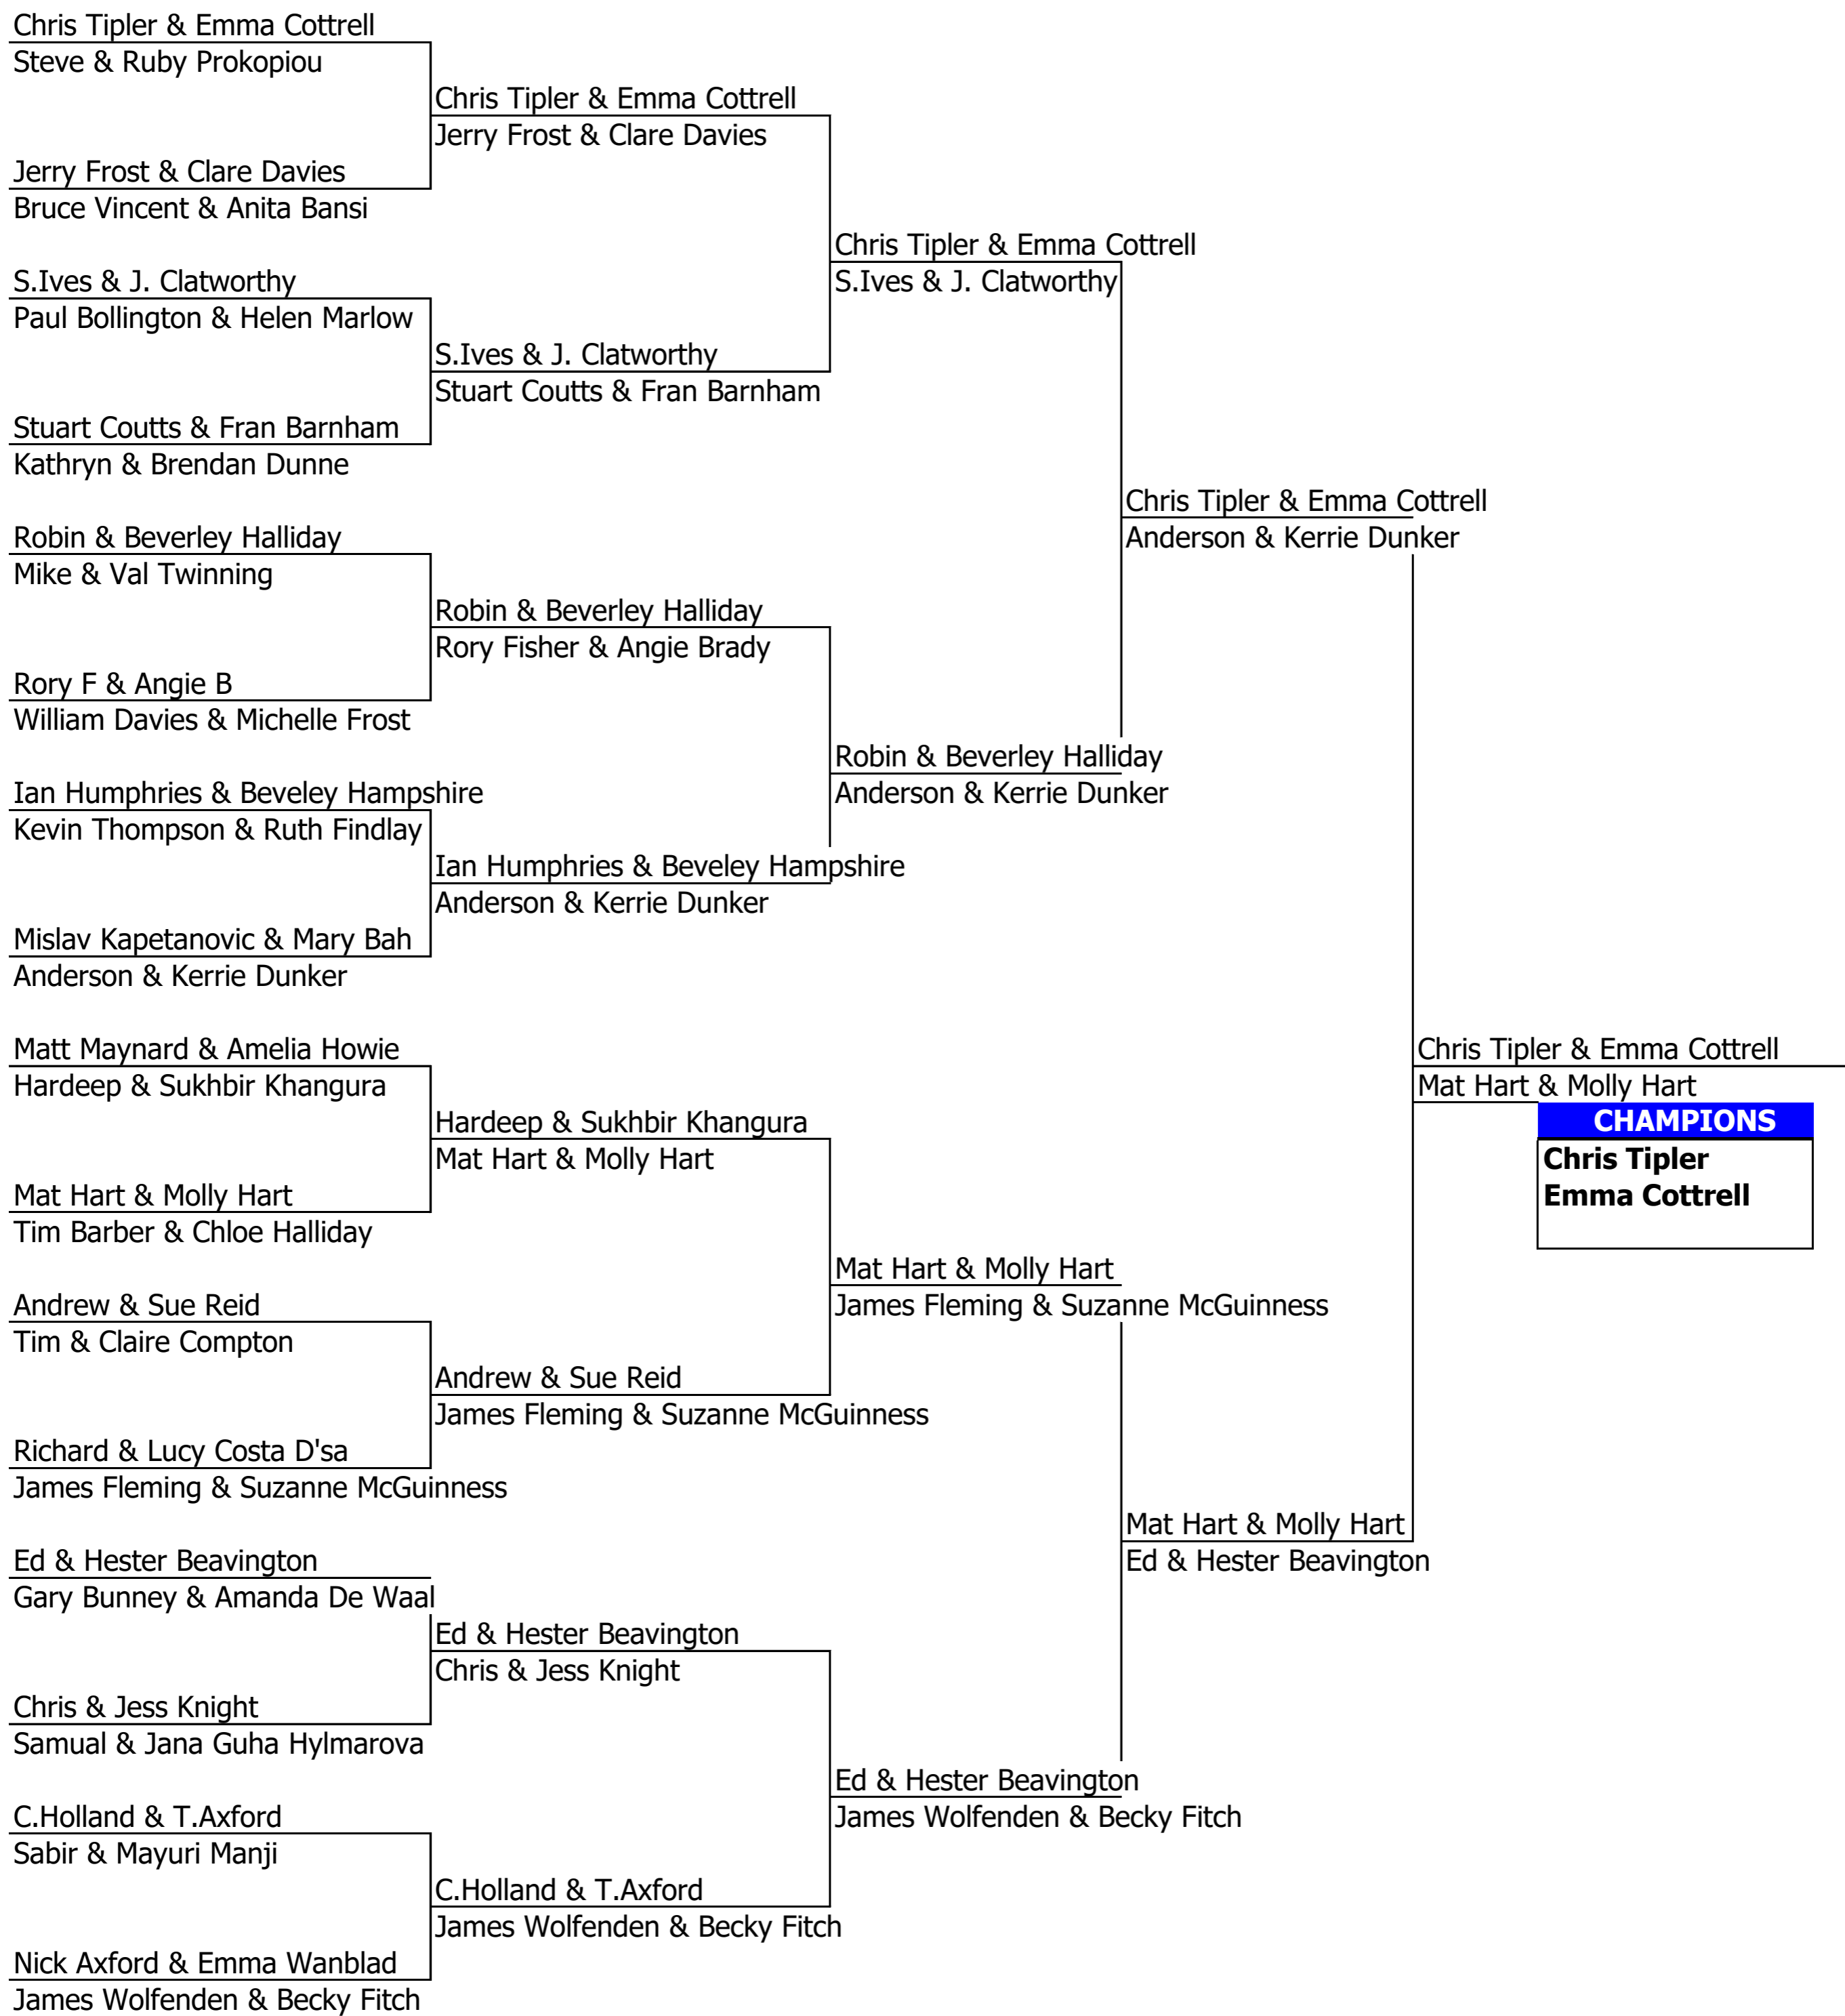 Chris Tipler & Emma Cottrell
Steve & Ruby Prokopiou
Jerry Frost & Clare Davies
Bruce Vincent & Anita Bansi
S.Ives & J. Clatworthy
Paul Bollington & Helen Marlow
Stuart Coutts & Fran Barnham
Kathryn & Brendan Dunne
Robin & Beverley Halliday
Mike & Val Twinning
Rory F & Angie B
William Davies & Michelle Frost
Ian Humphries & Beveley Hampshire
Kevin Thompson & Ruth Findlay
Mislav Kapetanovic & Mary Bah
Anderson & Kerrie Dunker
Matt Maynard & Amelia Howie
Hardeep & Sukhbir Khangura
Mat Hart & Molly Hart
Tim Barber & Chloe Halliday
Andrew & Sue Reid
Tim & Claire Compton
Richard & Lucy Costa D'sa
James Fleming & Suzanne McGuinness
Ed & Hester Beavington
Gary Bunney & Amanda De Waal
Chris & Jess Knight
Samual & Jana Guha Hylmarova
C.Holland & T.Axford
Sabir & Mayuri Manji
Nick Axford & Emma Wanblad
James Wolfenden & Becky Fitch
Chris Tipler & Emma Cottrell
Jerry Frost & Clare Davies
S.Ives & J. Clatworthy
Stuart Coutts & Fran Barnham
Robin & Beverley Halliday
Rory Fisher & Angie Brady
Ian Humphries & Beveley Hampshire
Anderson & Kerrie Dunker
Hardeep & Sukhbir Khangura
Mat Hart & Molly Hart
Andrew & Sue Reid
James Fleming & Suzanne McGuinness
Ed & Hester Beavington
Chris & Jess Knight
C.Holland & T.Axford
James Wolfenden & Becky Fitch
Chris Tipler & Emma Cottrell
S.Ives & J. Clatworthy
Robin & Beverley Halliday
Anderson & Kerrie Dunker
Mat Hart & Molly Hart
James Fleming & Suzanne McGuinness
Ed & Hester Beavington
James Wolfenden & Becky Fitch
Chris Tipler & Emma Cottrell
Anderson & Kerrie Dunker
Mat Hart & Molly Hart
Ed & Hester Beavington
Chris Tipler & Emma Cottrell
Mat Hart & Molly Hart
CHAMPIONS
Chris Tipler
Emma Cottrell